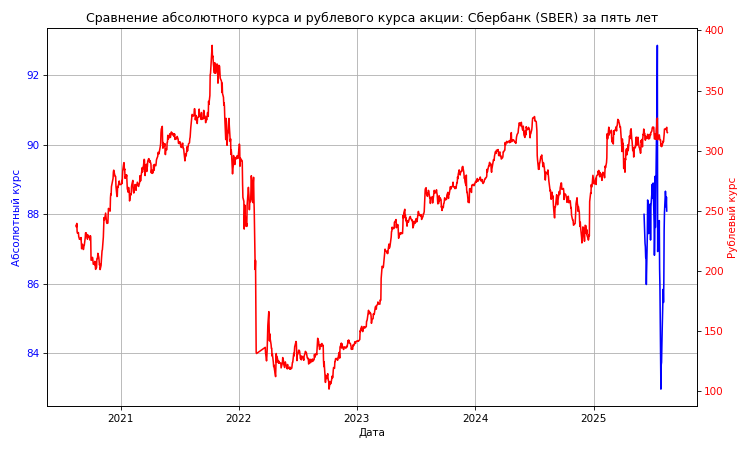 Сравнение абсолютного курса и рублевого курса акции: Сбербанк (SBER) за пять лет
Абсолютный курс
92
90
88
86
84
400
350
300
250
200
150
100
Рублевый курс
2021 2022 2023 2024 2025
Дата